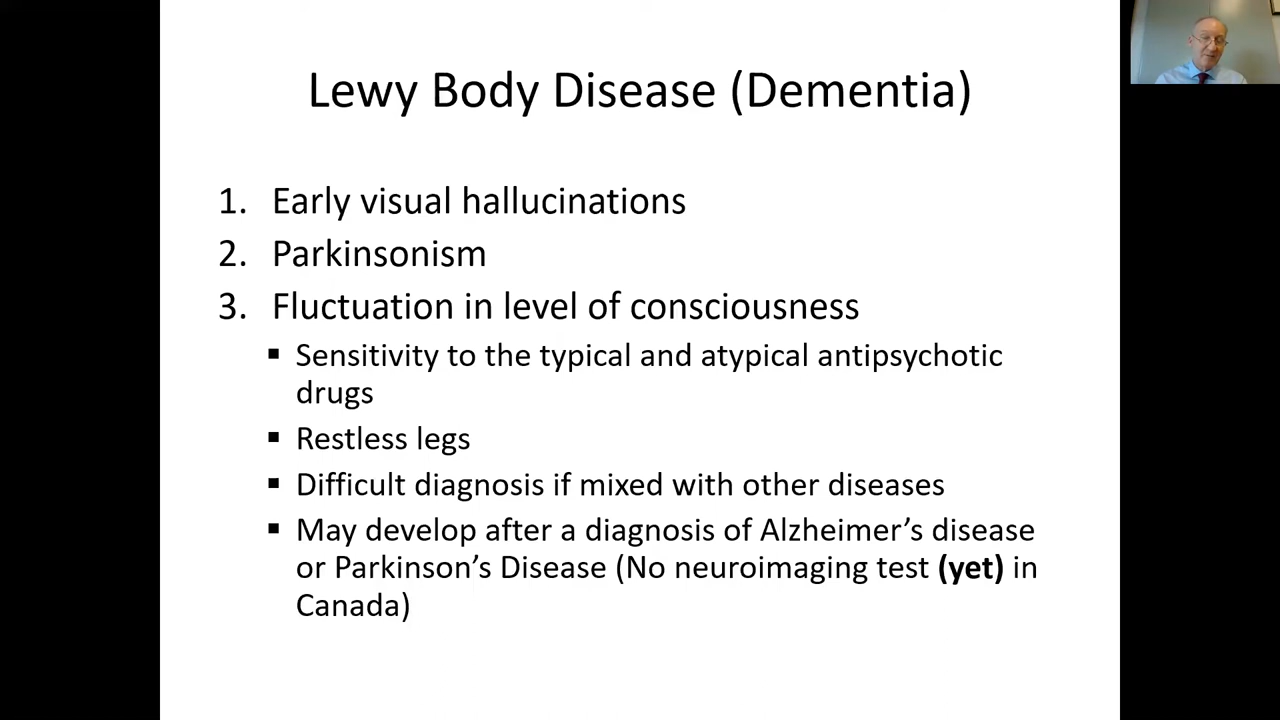 Lewy Body Disease (Dementia)
1. Early visual hallucinations
2. Parkinsonism
3. Fluctuation in level of consciousness
▪ Sensitivity to the typical and atypical antipsychotic
drugs
▪ Restless legs
▪ Difficult diagnosis if mixed with other diseases
▪ May develop after a diagnosis of Alzheimer’s disease
or Parkinson’s Disease (No neuroimaging test (yet) in
Canada)